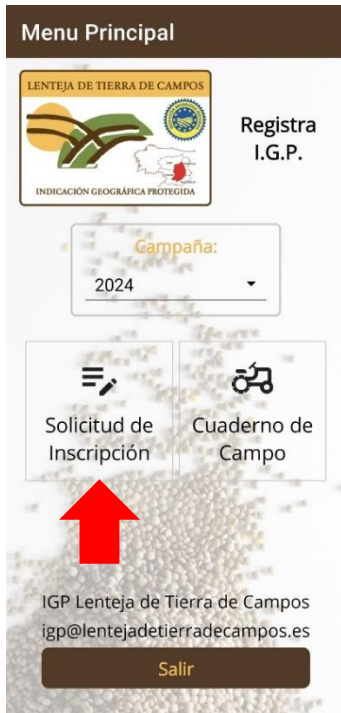 Menu Principal
LENTEJA DE TIERRA DE CAMPOS
INDICACIÓN GEOGRÁFICA PROTEGIDA
Registra
I.G.P.
Campaña:
2024
Solicitud de
Inscripción
Cuaderno de
Campo
IGP Lenteja de Tierra de Campos
igp@lentejadetierradecampos.es
Salir